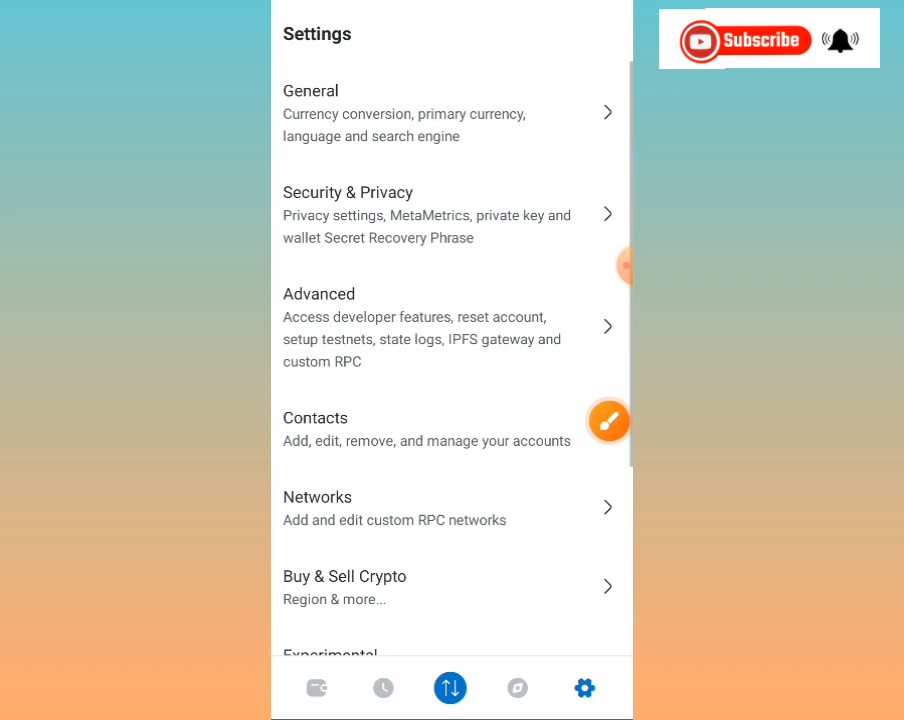 Settings
Subscribe
General
Currency conversion, primary currency,
language and search engine
Security & Privacy
Privacy settings, MetaMetrics, private key and
wallet Secret Recovery Phrase
Advanced
Access developer features, reset account,
setup testnets, state logs, IPFS gateway and
custom RPC
Contacts
Add, edit, remove, and manage your accounts
Networks
Add and edit custom RPC networks
Buy & Sell Crypto
Region & more...
Experimental